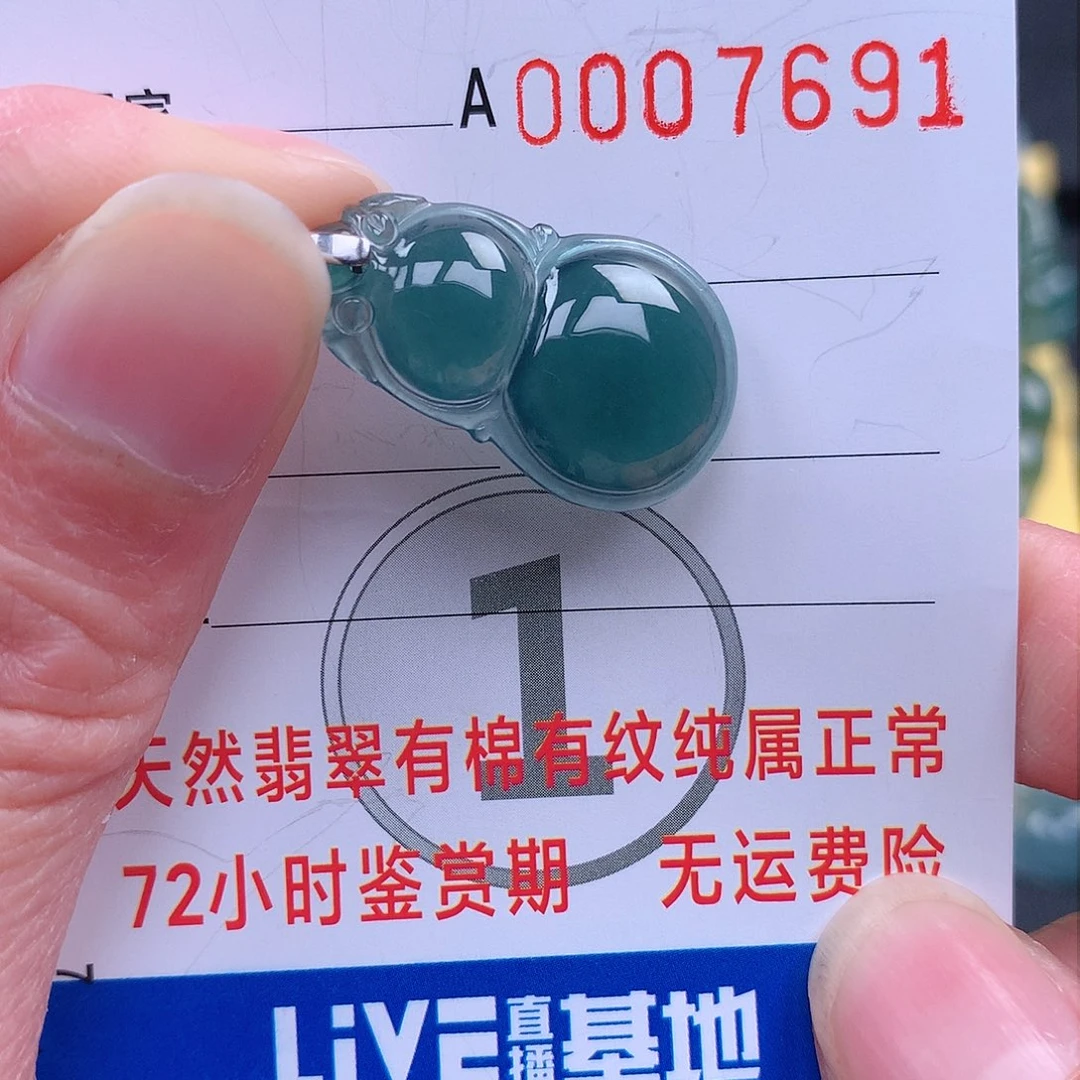 A 0007691
1
天然翡翠有棉有纹纯属正常
72小时鉴赏期 无运费险
LiVE直播基地